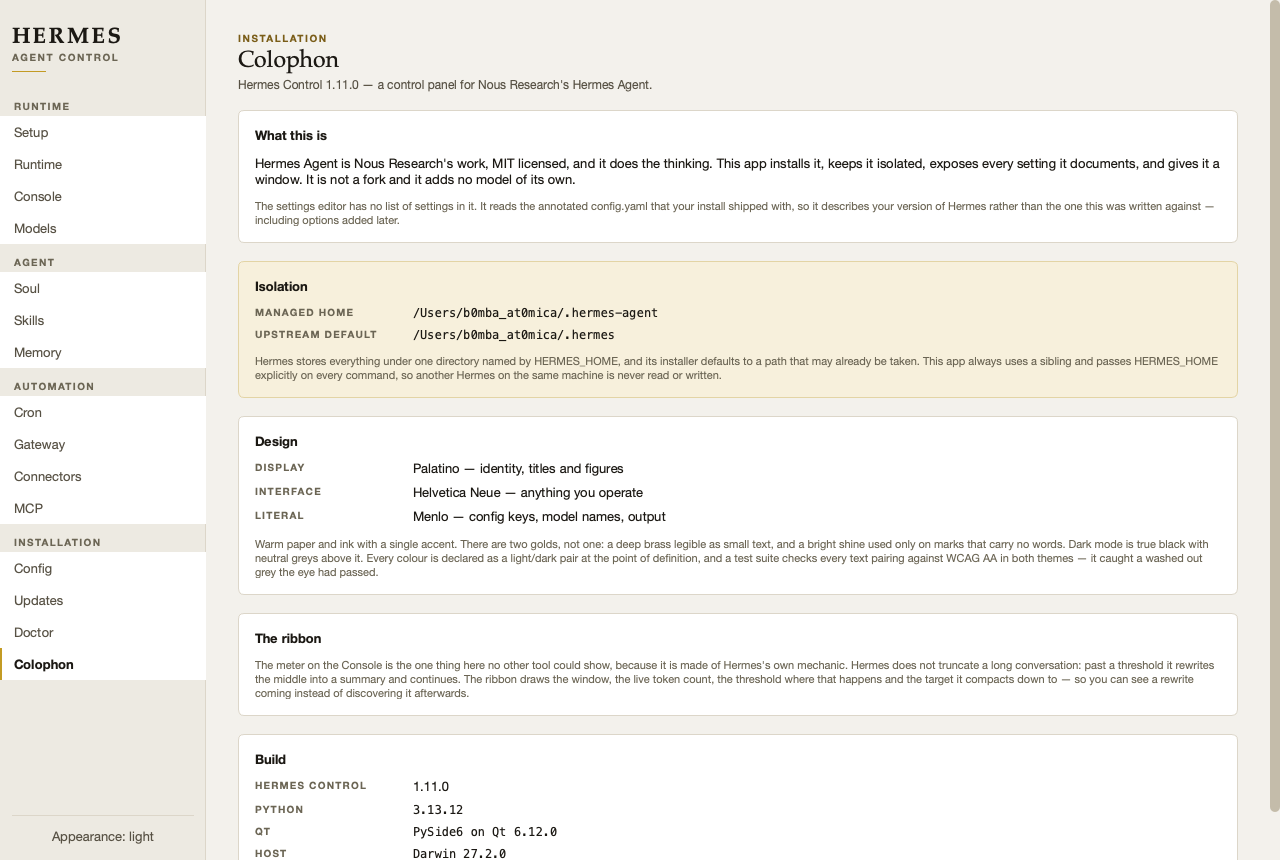 HERMES
AGENT CONTROL
RUNTIME
Setup
Runtime
Console
Models
AGENT
Soul
Skills
Memory
AUTOMATION
Cron
Gateway
Connectors
MCP
INSTALLATION
Config
Updates
Doctor
Colophon
Appearance: light
INSTALLATION
Colophon
Hermes Control 1.11.0 — a control panel for Nous Research's Hermes Agent.
What this is
Hermes Agent is Nous Research's work, MIT licensed, and it does the thinking. This app installs it, keeps it isolated, exposes every setting it documents, and gives it a
window. It is not a fork and it adds no model of its own.
The settings editor has no list of settings in it. It reads the annotated config.yaml that your install shipped with, so it describes your version of Hermes rather than the one this was written against —
including options added later.
Isolation
MANAGED HOME /Users/b0mba_at0mica/.hermes-agent
UPSTREAM DEFAULT /Users/b0mba_at0mica/.hermes
Hermes stores everything under one directory named by HERMES_HOME, and its installer defaults to a path that may already be taken. This app always uses a sibling and passes HERMES_HOME
explicitly on every command, so another Hermes on the same machine is never read or written.
Design
DISPLAY Palatino — identity, titles and figures
INTERFACE Helvetica Neue — anything you operate
LITERAL Menlo — config keys, model names, output
Warm paper and ink with a single accent. There are two golds, not one: a deep brass legible as small text, and a bright shine used only on marks that carry no words. Dark mode is true black with
neutral greys above it. Every colour is declared as a light/dark pair at the point of definition, and a test suite checks every text pairing against WCAG AA in both themes — it caught a washed out
grey the eye had passed.
The ribbon
The meter on the Console is the one thing here no other tool could show, because it is made of Hermes's own mechanic. Hermes does not truncate a long conversation: past a threshold it rewrites
the middle into a summary and continues. The ribbon draws the window, the live token count, the threshold where that happens and the target it compacts down to — so you can see a rewrite
coming instead of discovering it afterwards.
Build
HERMES CONTROL 1.11.0
PYTHON 3.13.12
QT PySide6 on Qt 6.12.0
HOST Darwin 27.2.0